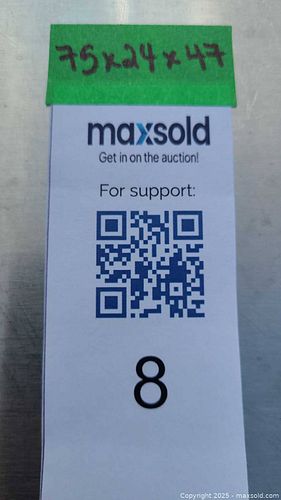 75x24x47
maxsold
Get in on the auction!
For support:
8
Copyright 2025 - maxsold.com